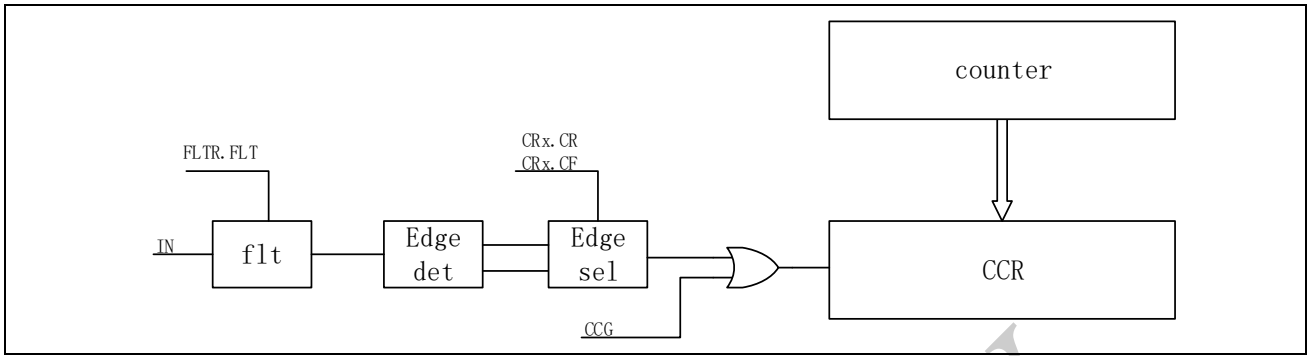 counter
CRx.CR
CRx.CF
FLTR.FLT
IN
flt
Edge
det
Edge
sel
CCR
CCG